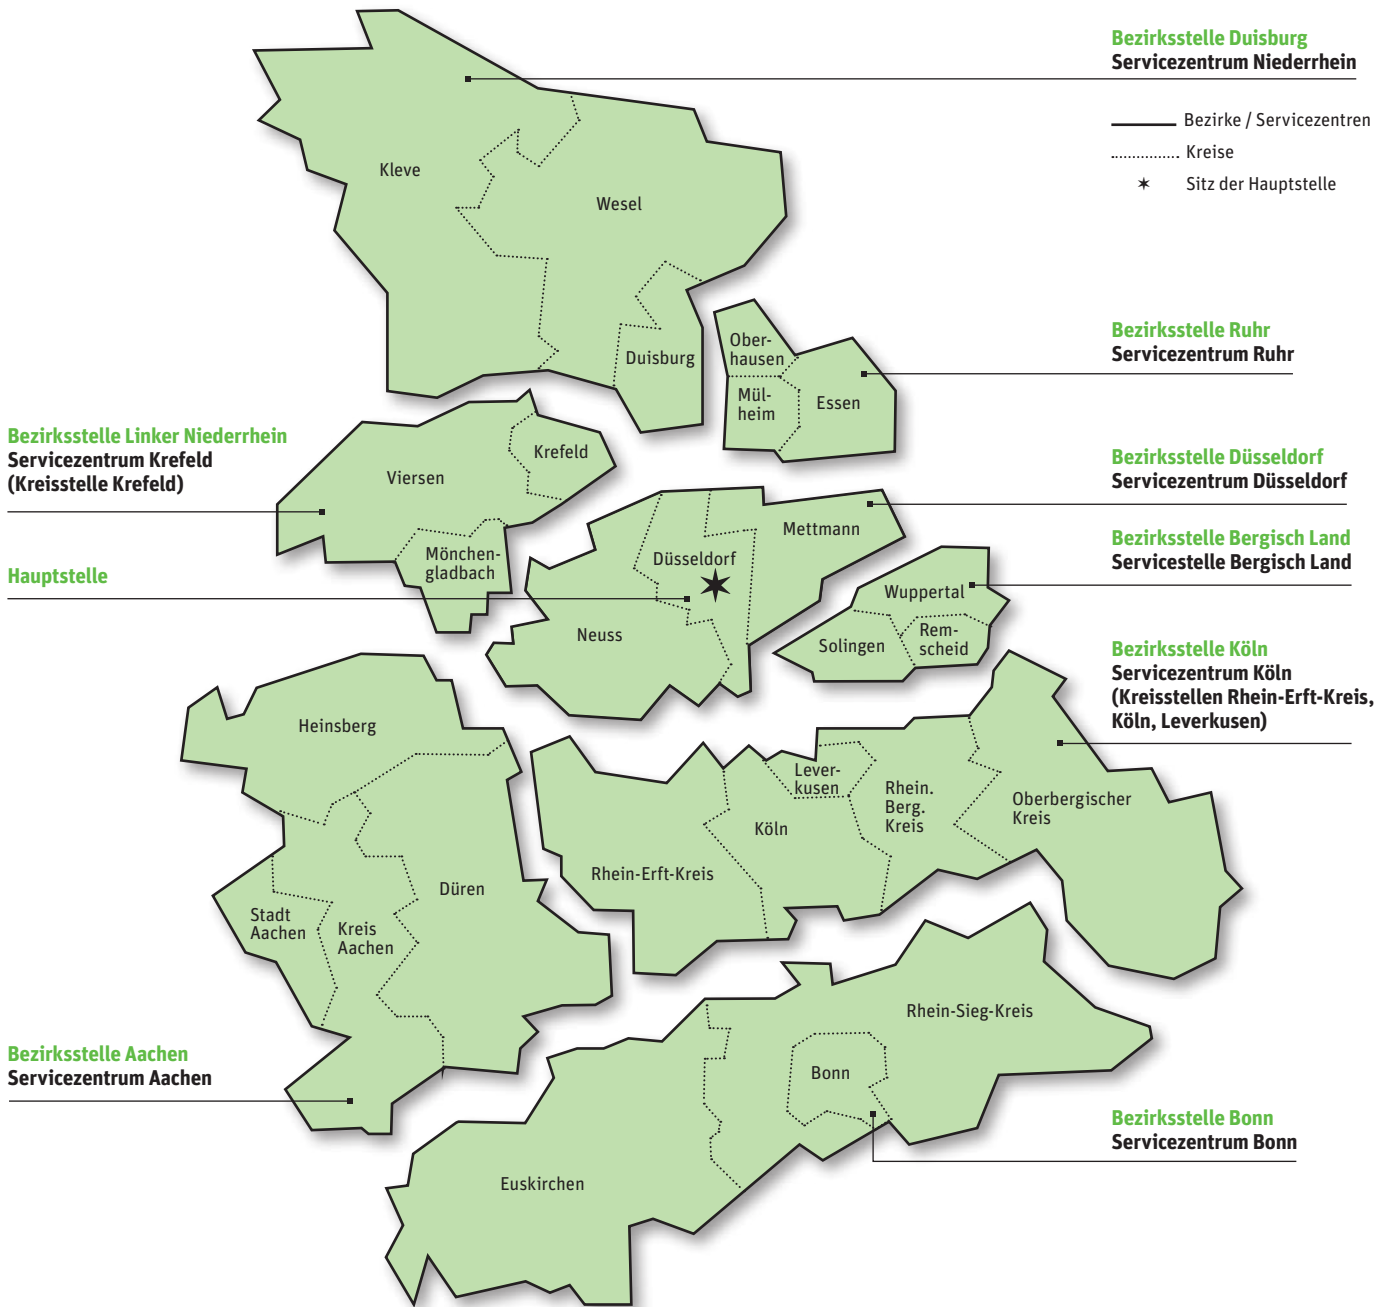 Bezirksstelle Duisburg
Servicezentrum Niederrhein
Bezirke / Servicezentren
Kreise
Sitz der Hauptstelle
Kleve
Wesel
Duisburg
Ober-
hausen
Mül-
heim
Essen
Bezirksstelle Ruhr
Servicezentrum Ruhr
Bezirksstelle Linker Niederrhein
Servicezentrum Krefeld
(Kreisstelle Krefeld)
Viersen
Krefeld
Mönchen-
gladbach
Bezirksstelle Düsseldorf
Servicezentrum Düsseldorf
Mettmann
Düsseldorf
Neuss
Hauptstelle
Bezirksstelle Bergisch Land
Servicestelle Bergisch Land
Wuppertal
Solingen
Rem-
scheid
Bezirksstelle Köln
Servicezentrum Köln
(Kreisstellen Rhein-Erft-Kreis,
Köln, Leverkusen)
Heinsberg
Düren
Stadt
Aachen
Kreis
Aachen
Lever-
kusen
Köln
Rhein.
Berg.
Kreis
Oberbergischer
Kreis
Rhein-Erft-Kreis
Bezirksstelle Aachen
Servicezentrum Aachen
Rhein-Sieg-Kreis
Bonn
Euskirchen
Bezirksstelle Bonn
Servicezentrum Bonn